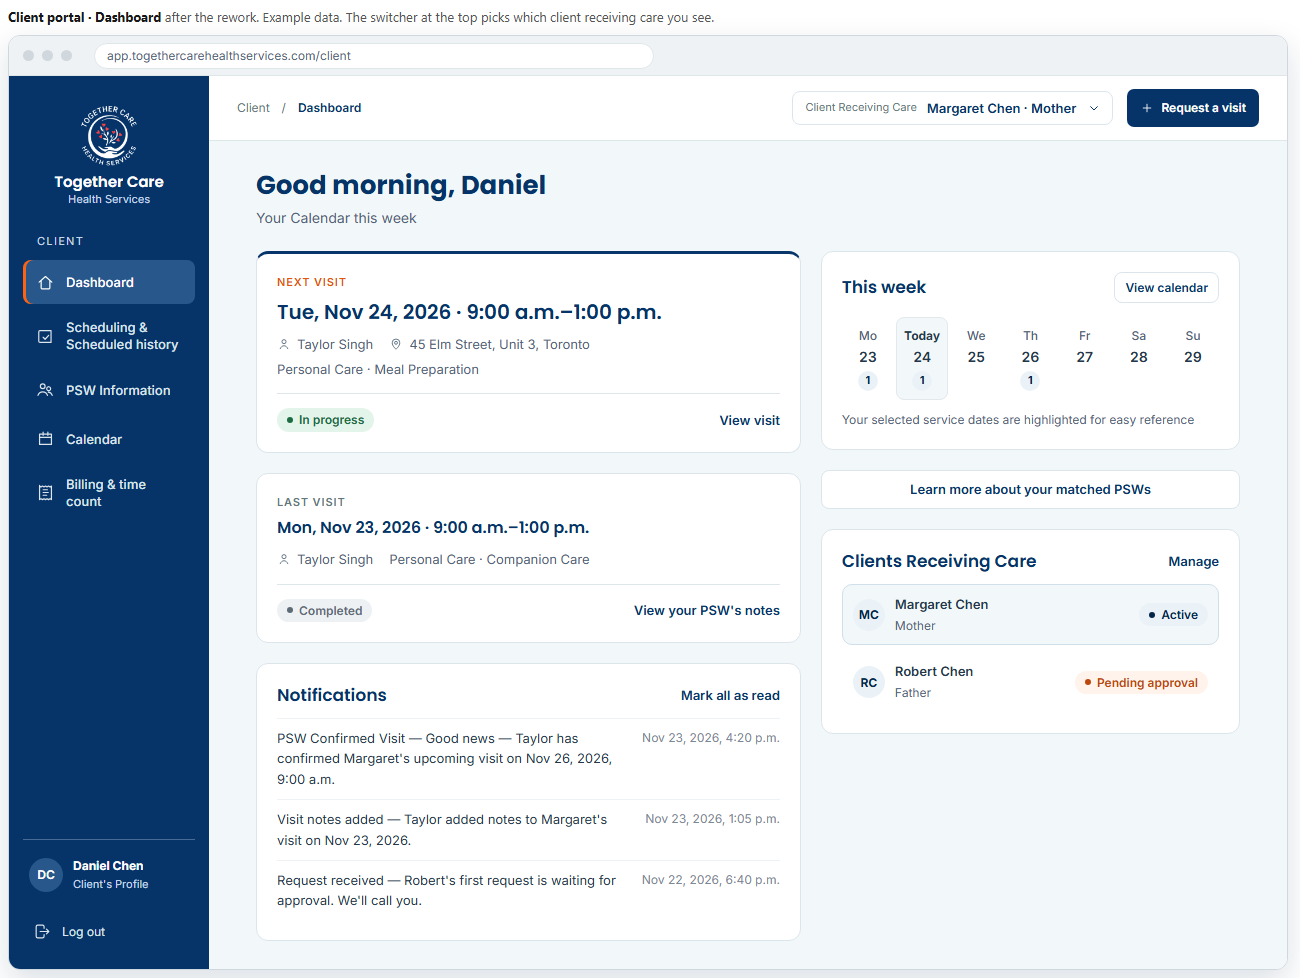 Client portal · Dashboard after the rework. Example data. The switcher at the top picks which client receiving care you see.
app.togethercarehealthservices.com/client
TOGETHER CARE
HEALTH SERVICES
Together Care
Health Services
CLIENT
Dashboard
Scheduling &
Scheduled history
PSW Information
Calendar
Billing & time
count
DC
Daniel Chen
Client's Profile
Log out
Client / Dashboard
Client Receiving Care Margaret Chen · Mother
+ Request a visit
Good morning, Daniel
Your Calendar this week
NEXT VISIT
Tue, Nov 24, 2026 · 9:00 a.m.–1:00 p.m.
Taylor Singh 45 Elm Street, Unit 3, Toronto
Personal Care · Meal Preparation
In progress View visit
LAST VISIT
Mon, Nov 23, 2026 · 9:00 a.m.–1:00 p.m.
Taylor Singh Personal Care · Companion Care
Completed View your PSW's notes
Notifications Mark all as read
PSW Confirmed Visit — Good news — Taylor has Nov 23, 2026, 4:20 p.m.
confirmed Margaret's upcoming visit on Nov 26, 2026,
9:00 a.m.
Visit notes added — Taylor added notes to Margaret's Nov 23, 2026, 1:05 p.m.
visit on Nov 23, 2026.
Request received — Robert's first request is waiting for Nov 22, 2026, 6:40 p.m.
approval. We'll call you.
This week View calendar
Mo Today We Th Fr Sa Su
23 24 25 26 27 28 29
1 1 1
Your selected service dates are highlighted for easy reference
Learn more about your matched PSWs
Clients Receiving Care Manage
MC
Margaret Chen
Mother
Active
RC
Robert Chen
Father
Pending approval